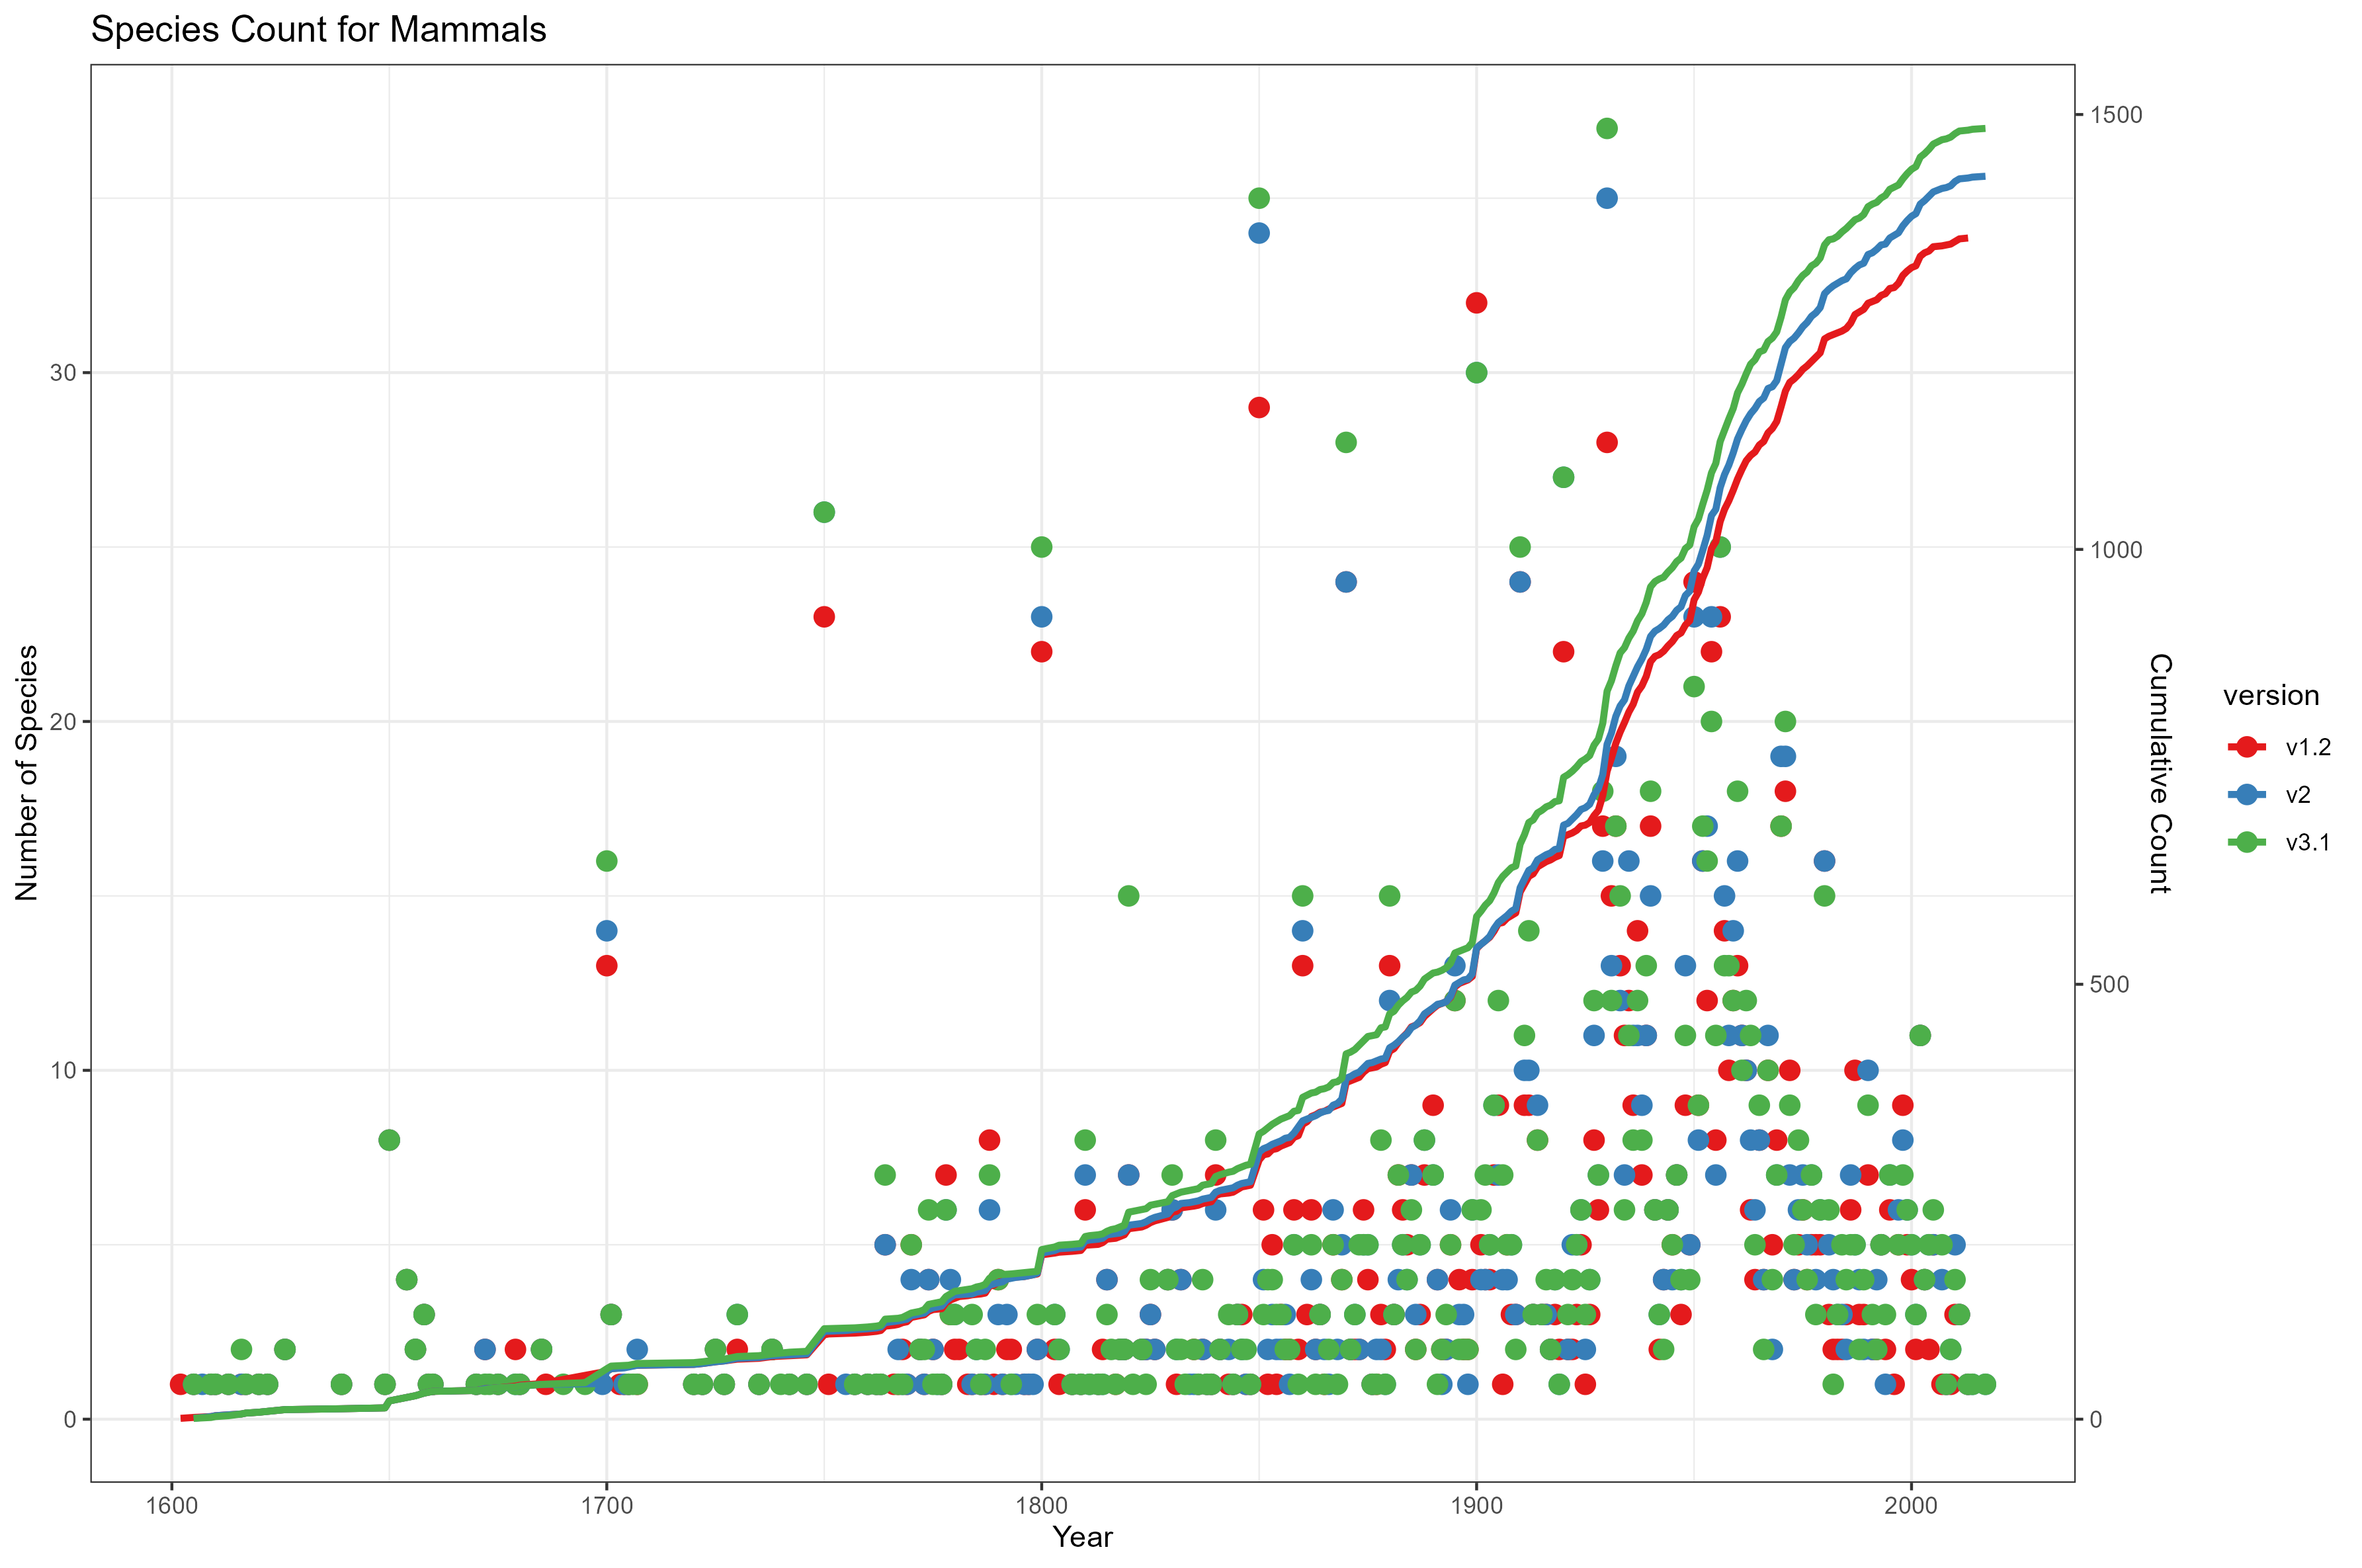 Species Count for Mammals
Number of Species
30
20
10
0
1500
1000
500
0
Cumulative Count
1600
1700
1800
1900
2000
Year
version
v1.2
v2
v3.1